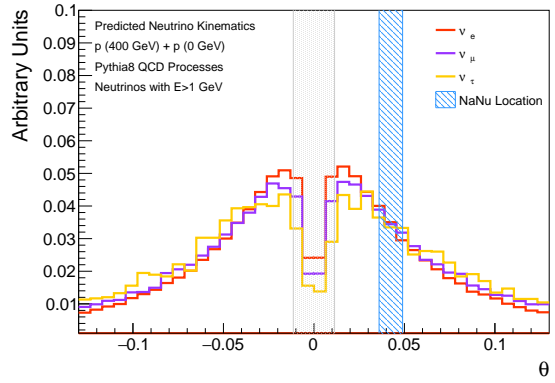 Arbitrary Units
0.1
0.09
0.08
0.07
0.06
0.05
0.04
0.03
0.02
0.01
Predicted Neutrino Kinematics
p (400 GeV) + p (0 GeV)
Pythia8 QCD Processes
Neutrinos with E>1 GeV
ν e
ν μ
ν τ
NaNu Location
−0.1
−0.05
0
0.05
0.1
θ